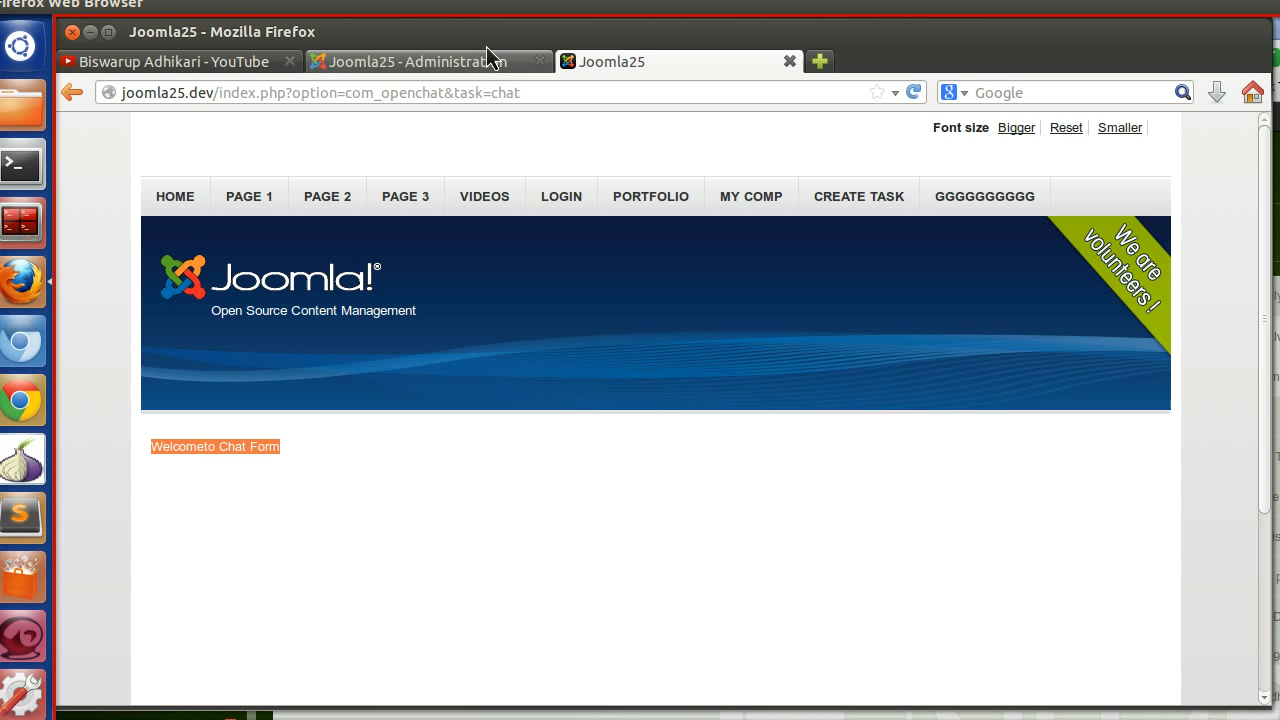 Firefox Web Browser
Joomla25 - Mozilla Firefox
Biswarup Adhikari - YouTube
Joomla25 - Administration
Joomla25
joomla25.dev/index.php?option=com_openchat&task=chat
Google
Font size Bigger Reset Smaller
HOME PAGE 1 PAGE 2 PAGE 3 VIDEOS LOGIN PORTFOLIO MY COMP CREATE TASK GGGGGGGGGG
Joomla!®
Open Source Content Management
We are
volunteers!
Welcometo Chat Form